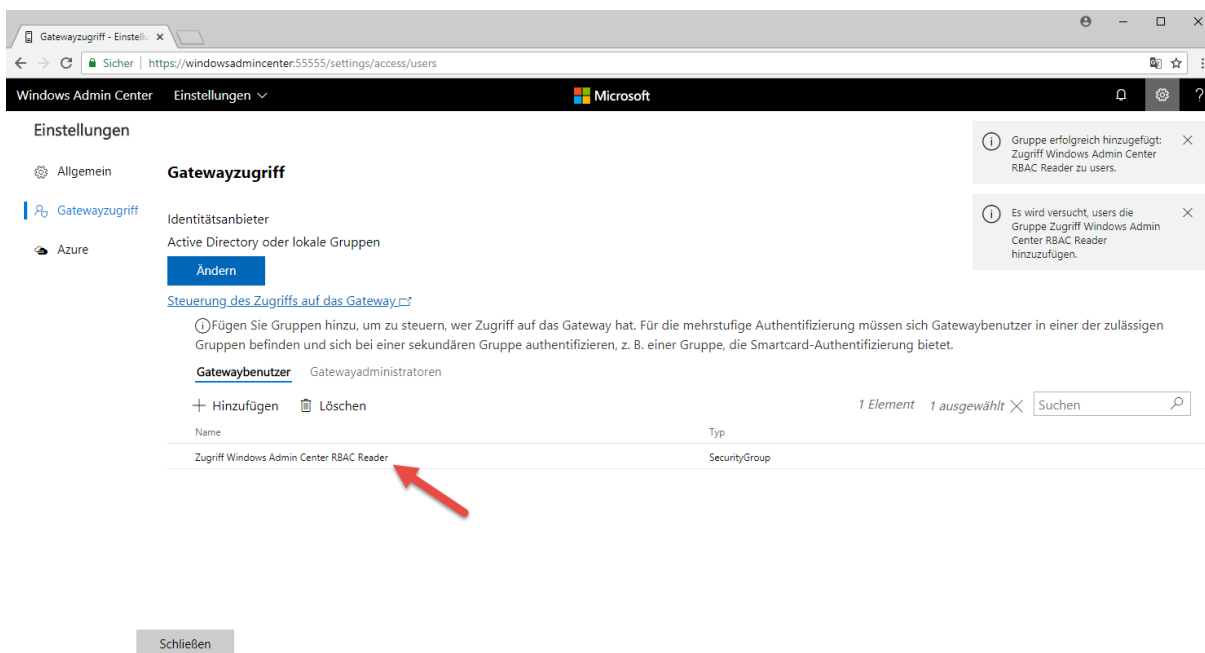 Gatewayzugriff - Einstellu
Sicher | https://windowsadmincenter:55555/settings/access/users
Windows Admin Center Einstellungen Microsoft ?
Einstellungen
Allgemein
Gatewayzugriff
Azure
Gatewayzugriff
Identitätsanbieter
Active Directory oder lokale Gruppen
Ändern
Steuerung des Zugriffs auf das Gateway
Fügen Sie Gruppen hinzu, um zu steuern, wer Zugriff auf das Gateway hat. Für die mehrstufige Authentifizierung müssen sich Gatewaybenutzer in einer der zulässigen
Gruppen befinden und sich bei einer sekundären Gruppe authentifizieren, z. B. einer Gruppe, die Smartcard-Authentifizierung bietet.
Gatewaybenutzer Gatewayadministratoren
Hinzufügen Löschen 1 Element 1 ausgewählt Suchen
Name Typ
Zugriff Windows Admin Center RBAC Reader SecurityGroup
Gruppe erfolgreich hinzugefügt:
Zugriff Windows Admin Center
RBAC Reader zu users.
Es wird versucht, users die
Gruppe Zugriff Windows Admin
Center RBAC Reader
hinzuzufügen.
Schließen